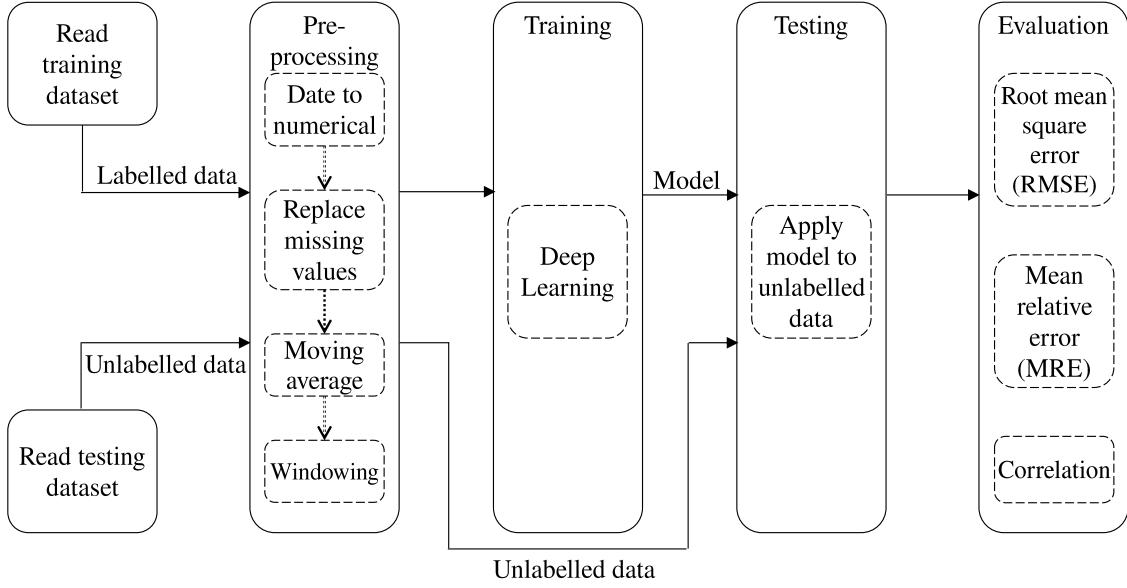 Read
training
dataset
Labelled data
Unlabelled data
Read testing
dataset
Pre-
processing
Date to
numerical
Replace
missing
values
Moving
average
Windowing
Training
Deep
Learning
Model
Unlabelled data
Testing
Apply
model to
unlabelled
data
Evaluation
Root mean
square
error
(RMSE)
Mean
relative
error
(MRE)
Correlation